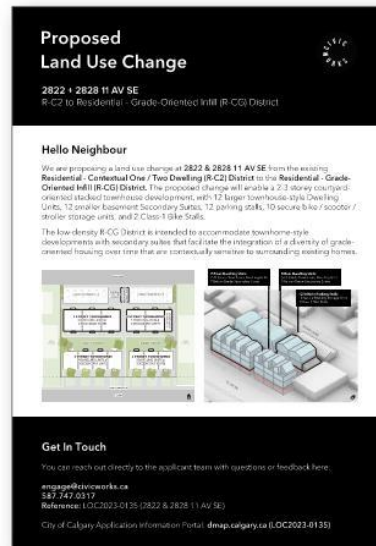 Proposed
Land Use Change
CIVIC
WORKS
2822 + 2828 11 AV SE
R-C2 to Residential - Grade-Oriented Infill (R-CG) District
Hello Neighbour
We are proposing a land use change at 2822 & 2828 11 AV SE from the existing
Residential - Contextual One / Two Dwelling (R-C2) District to the Residential - Grade-
Oriented Infill (R-CG) District. The proposed change will enable a 2-3 storey courtyard-
oriented stacked townhouse development, with 12 larger townhouse-style Dwelling
Units, 12 smaller basement Secondary Suites, 12 parking stalls, 10 secure bike / scooter /
stroller storage units, and 2 Class-1 Bike Stalls.
The low-density R-CG District is intended to accommodate townhome-style
developments with secondary suites that facilitate the integration of a diversity of grade-
oriented housing over time that are contextually sensitive to surrounding existing homes.
Get In Touch
You can reach out directly to the applicant team with questions or feedback here:
engage@civicworks.ca
587.747.0317
Reference: LOC2023-0135 (2822 & 2828 11 AV SE)
City of Calgary Application Information Portal: dmap.calgary.ca (LOC2023-0135)